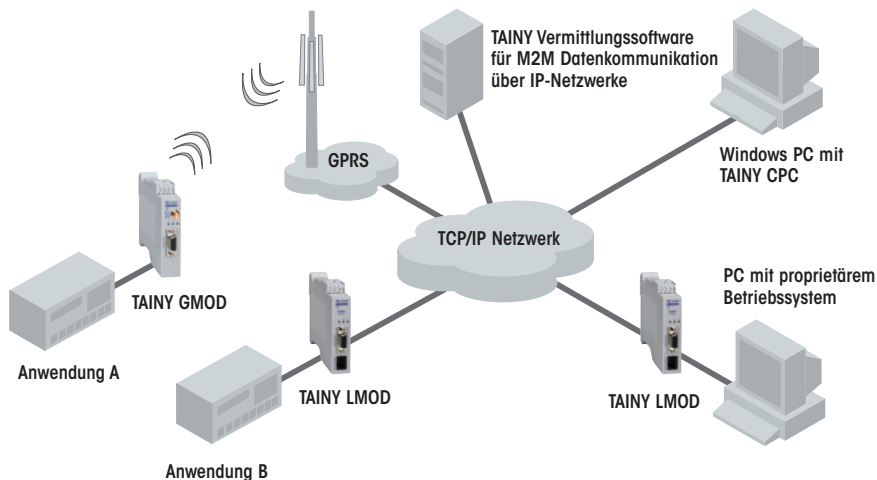 TAINY Vermittlungssoftware
für M2M Datenkommunikation
über IP-Netzwerke
GPRS
Windows PC mit
TAINY CPC
TCP/IP Netzwerk
TAINY GMOD
PC mit proprietärem
Betriebssystem
Anwendung A
TAINY LMOD
TAINY LMOD
Anwendung B